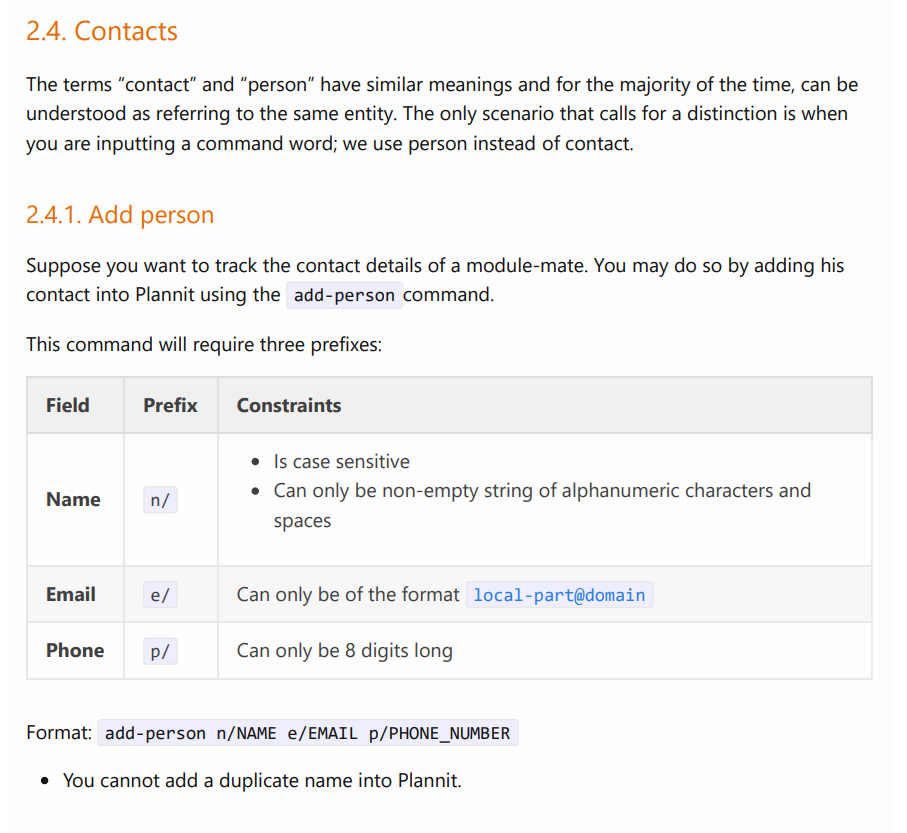 2.4. Contacts
The terms “contact” and “person” have similar meanings and for the majority of the time, can be
understood as referring to the same entity. The only scenario that calls for a distinction is when
you are inputting a command word; we use person instead of contact.
2.4.1. Add person
Suppose you want to track the contact details of a module-mate. You may do so by adding his
contact into Plannit using the add-person command.
This command will require three prefixes:
Field Prefix Constraints
Name n/
• Is case sensitive
• Can only be non-empty string of alphanumeric characters and
spaces
Email e/ Can only be of the format local-part@domain
Phone p/ Can only be 8 digits long
Format: add-person n/NAME e/EMAIL p/PHONE_NUMBER
• You cannot add a duplicate name into Plannit.